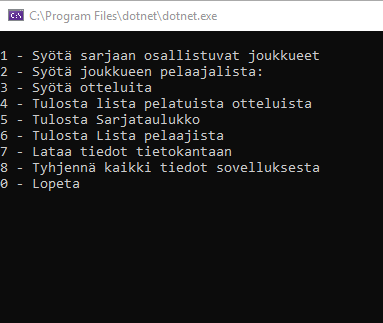 C:\Program Files\dotnet\dotnet.exe
1 - Syötä sarjaan osallistuvat joukkueet
2 - Syötä joukkueen pelaajalista:
3 - Syötä otteluita
4 - Tulosta lista pelatuista otteluista
5 - Tulosta Sarjataulukko
6 - Tulosta Lista pelaajista
7 - Lataa tiedot tietokantaan
8 - Tyhjennä kaikki tiedot sovelluksesta
0 - Lopeta